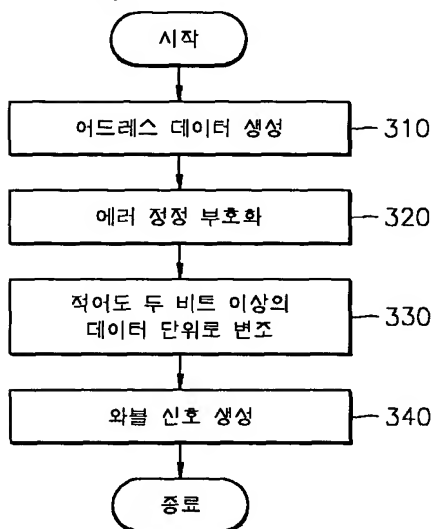 시작
어드레스 데이터 생성
310
에러 정정 부호화
320
적어도 두 비트 이상의
데이터 단위로 변조
330
와블 신호 생성
340
종료